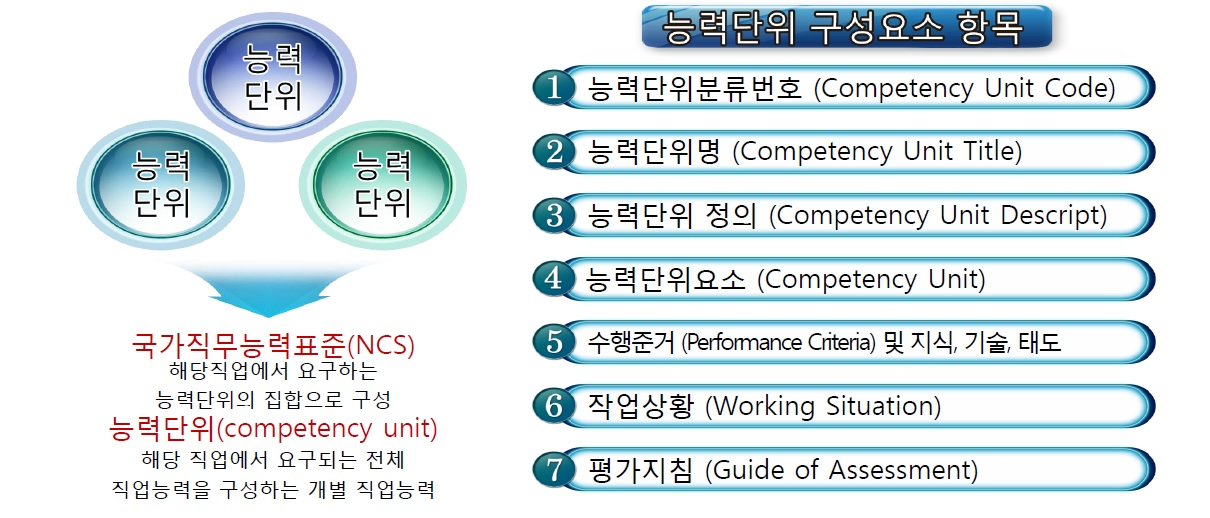 능력
단위
능력
단위
능력
단위
국가직무능력표준(NCS)
해당직업에서 요구하는
능력단위의 집합으로 구성
능력단위(competency unit)
해당 직업에서 요구되는 전체
직업능력을 구성하는 개별 직업능력
능력단위 구성요소 항목
1 능력단위분류번호 (Competency Unit Code)
2 능력단위명 (Competency Unit Title)
3 능력단위 정의 (Competency Unit Descript)
4 능력단위요소 (Competency Unit)
5 수행준거 (Performance Criteria) 및 지식, 기술, 태도
6 작업상황 (Working Situation)
7 평가지침 (Guide of Assessment)